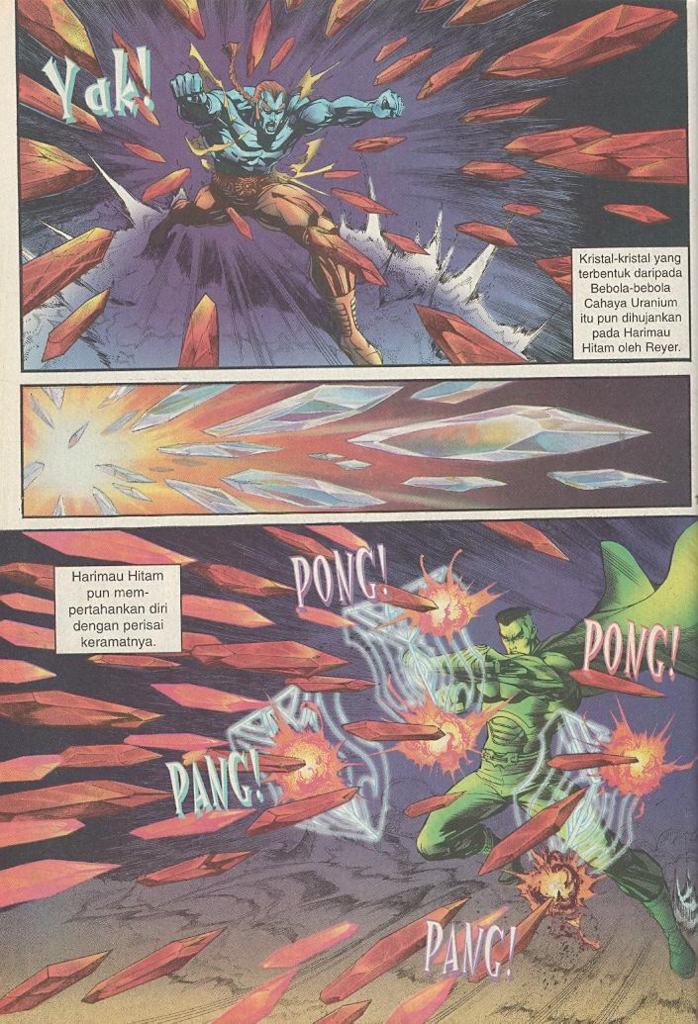 Yak!
Kristal-kristal yang
terbentuk daripada
Bebola-bebola
Cahaya Uranium
itu pun dihujankan
pada Harimau
Hitam oleh Reyer.
Harimau Hitam
pun mem-
pertahankan diri
dengan perisai
keramatnya.
PONG!
PONG!
PANG!
PANG!